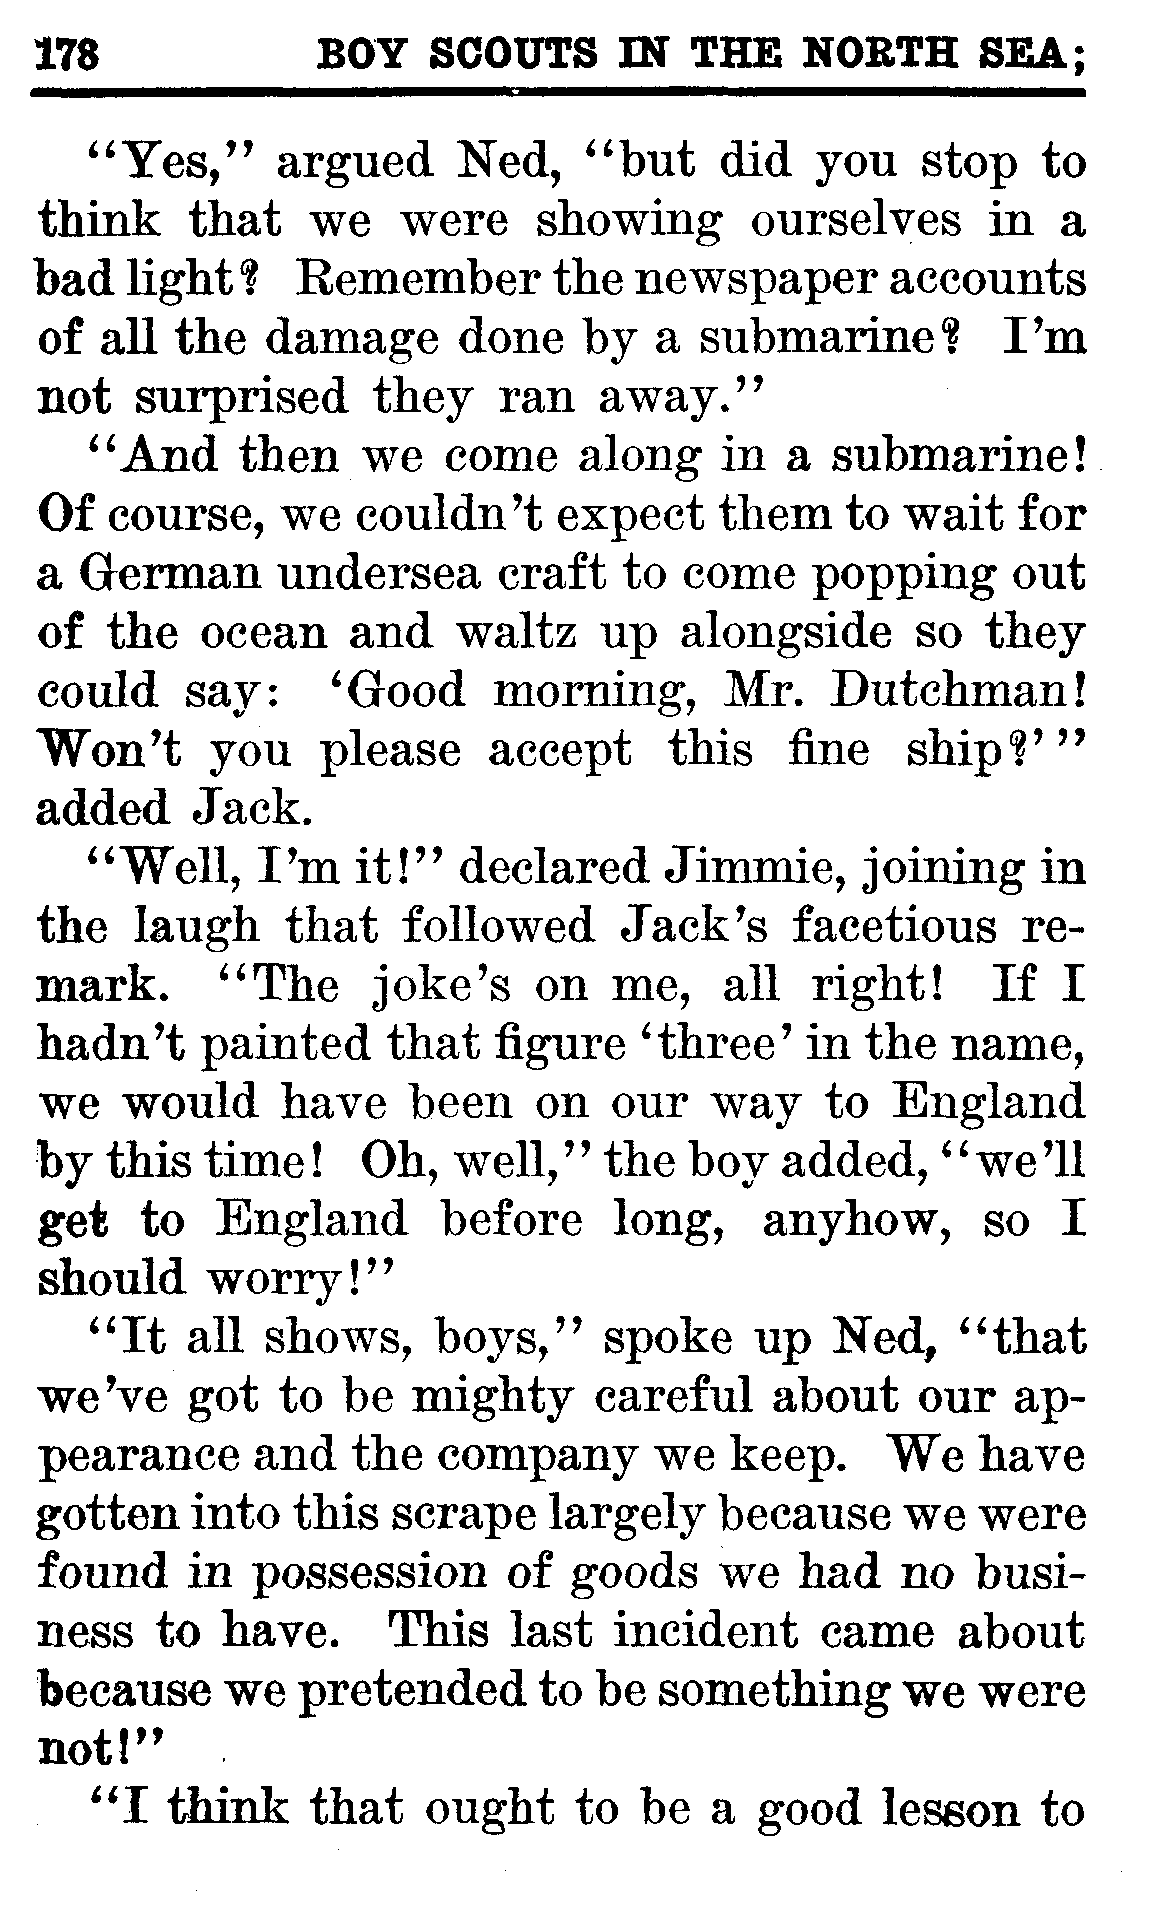 178 BOY SCOUTS IN THE NORTH SEA;
“Yes,” argued Ned, “but did you stop to
think that we were showing ourselves in a
bad light? Remember the newspaper accounts
of all the damage done by a submarine? I’m
not surprised they ran away.”
“And then we come along in a submarine!
Of course, we couldn’t expect them to wait for
a German undersea craft to come popping out
of the ocean and waltz up alongside so they
could say: ‘Good morning, Mr. Dutchman!
Won’t you please accept this fine ship?’”
added Jack.
“Well, I’m it!” declared Jimmie, joining in
the laugh that followed Jack’s facetious re-
mark. “The joke’s on me, all right! If I
hadn’t painted that figure ‘three’ in the name,
we would have been on our way to England
by this time! Oh, well,” the boy added, “we’ll
get to England before long, anyhow, so I
should worry!”
“It all shows, boys,” spoke up Ned, “that
we’ve got to be mighty careful about our ap-
pearance and the company we keep. We have
gotten into this scrape largely because we were
found in possession of goods we had no busi-
ness to have. This last incident came about
because we pretended to be something we were
not!”
“I think that ought to be a good lesson to